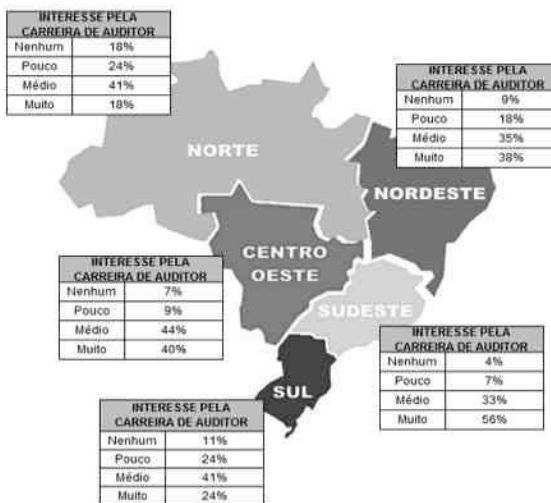 INTERESSE PELA
CARREIRA DE AUDITOR
Nenhum 18%
Pouco 24%
Médio 41%
Muito 18%
INTERESSE PELA
CARREIRA DE AUDITOR
Nenhum 9%
Pouco 18%
Médio 35%
Muito 38%
NORTE
NORDESTE
CENTRO
OESTE
SUDESTE
SUL
INTERESSE PELA
CARREIRA DE AUDITOR
Nenhum 7%
Pouco 9%
Médio 44%
Muito 40%
INTERESSE PELA
CARREIRA DE AUDITOR
Nenhum 4%
Pouco 7%
Médio 33%
Muito 56%
INTERESSE PELA
CARREIRA DE AUDITOR
Nenhum 11%
Pouco 24%
Médio 41%
Muito 24%